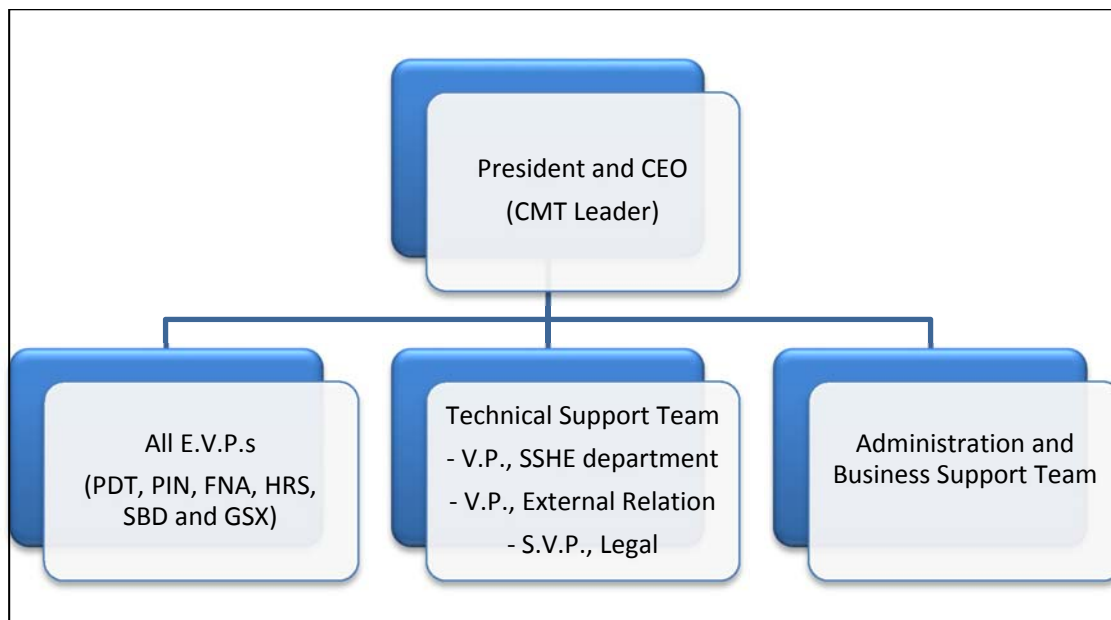 President and CEO
(CMT Leader)
All E.V.P.s
(PDT, PIN, FNA, HRS,
SBD and GSX)
Technical Support Team
- V.P., SSHE department
- V.P., External Relation
- S.V.P., Legal
Administration and
Business Support Team